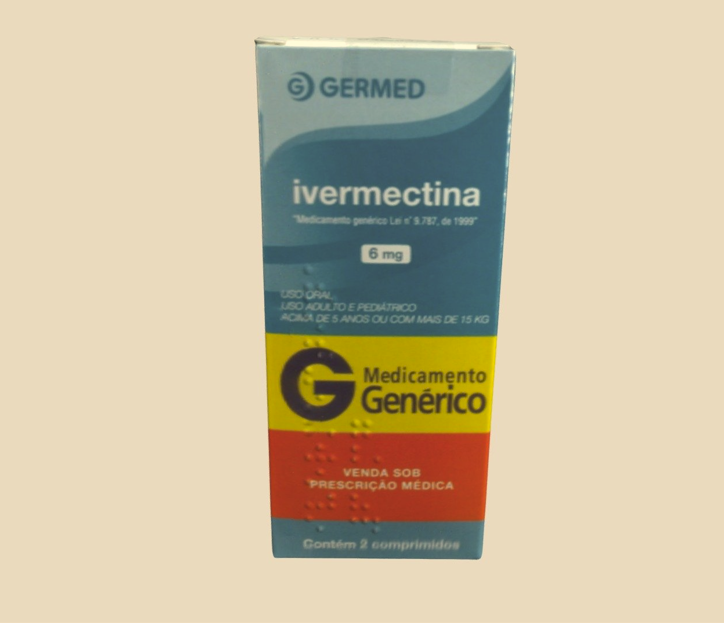 GERMED
ivermectina
"Medicamento genérico Lei n° 9.787, de 1999"
6 mg
USO ORAL
USO ADULTO E PEDIÁTRICO
ACIMA DE 5 ANOS OU COM MAIS DE 15 KG
G Medicamento
Genérico
VENDA SOB
PRESCRIÇÃO MÉDICA
Contém 2 comprimidos